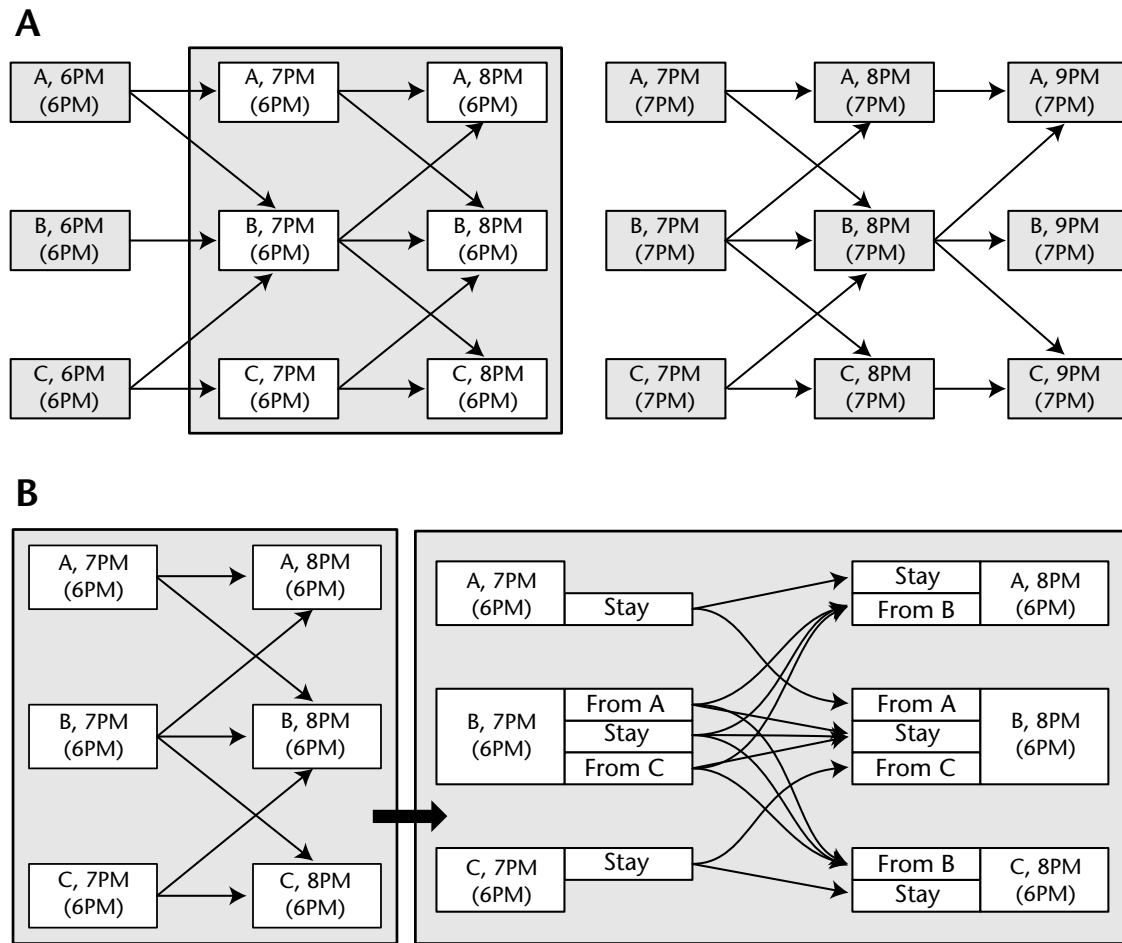 A
A, 6PM
(6PM)
A, 7PM
(6PM)
A, 8PM
(6PM)
A, 7PM
(7PM)
A, 8PM
(7PM)
A, 9PM
(7PM)
B, 6PM
(6PM)
B, 7PM
(6PM)
B, 8PM
(6PM)
B, 7PM
(7PM)
B, 8PM
(7PM)
B, 9PM
(7PM)
C, 6PM
(6PM)
C, 7PM
(6PM)
C, 8PM
(6PM)
C, 7PM
(7PM)
C, 8PM
(7PM)
C, 9PM
(7PM)
B
A, 7PM
(6PM)
A, 8PM
(6PM)
B, 7PM
(6PM)
B, 8PM
(6PM)
C, 7PM
(6PM)
C, 8PM
(6PM)
A, 7PM
(6PM)
Stay
Stay
From B
A, 8PM
(6PM)
B, 7PM
(6PM)
From A
Stay
From C
From A
Stay
From C
B, 8PM
(6PM)
C, 7PM
(6PM)
Stay
From B
Stay
C, 8PM
(6PM)